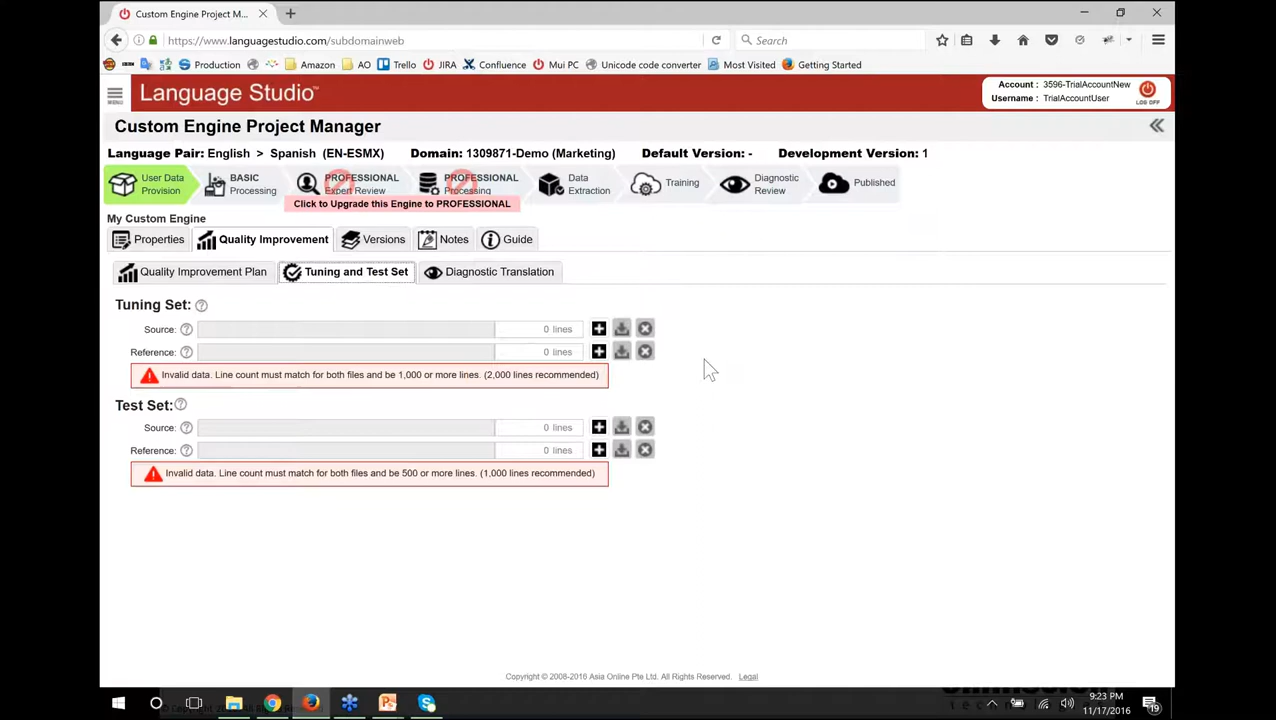 Custom Engine Project M...
https://www.languagestudio.com/subdomainweb
Search
Production
Amazon
AO
Trello
JIRA
Confluence
Mui PC
Unicode code converter
Most Visited
Getting Started
MENU
Language Studio™
Account : 3596-TrialAccountNew
Username : TrialAccountUser
LOG OFF
Custom Engine Project Manager
Language Pair: English > Spanish (EN-ESMX) Domain: 1309871-Demo (Marketing) Default Version: - Development Version: 1
User Data
Provision
BASIC
Processing
PROFESSIONAL
Expert Review
PROFESSIONAL
Processing
Data
Extraction
Training
Diagnostic
Review
Published
Click to Upgrade this Engine to PROFESSIONAL
My Custom Engine
Properties
Quality Improvement
Versions
Notes
Guide
Quality Improvement Plan
Tuning and Test Set
Diagnostic Translation
Tuning Set:
Source: 0 lines
Reference: 0 lines
Invalid data. Line count must match for both files and be 1,000 or more lines. (2,000 lines recommended)
Test Set:
Source: 0 lines
Reference: 0 lines
Invalid data. Line count must match for both files and be 500 or more lines. (1,000 lines recommended)
Copyright © 2008-2016 Asia Online Pte Ltd. All Rights Reserved. Legal
9:23 PM
11/17/2016
19